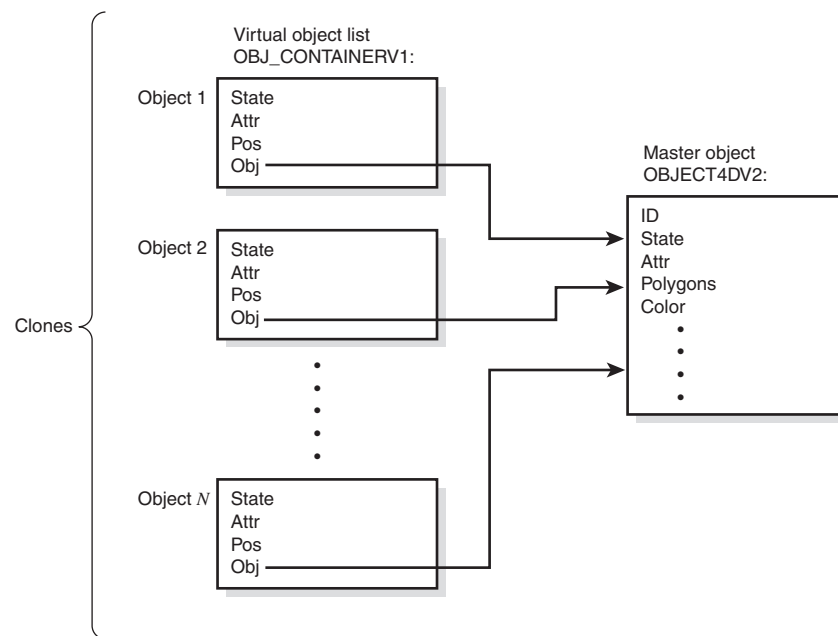 Virtual object list
OBJ_CONTAINERV1:
Object 1
State
Attr
Pos
Obj
Master object
OBJECT4DV2:
ID
State
Attr
Polygons
Color
Object 2
State
Attr
Pos
Obj
Clones
Object N
State
Attr
Pos
Obj